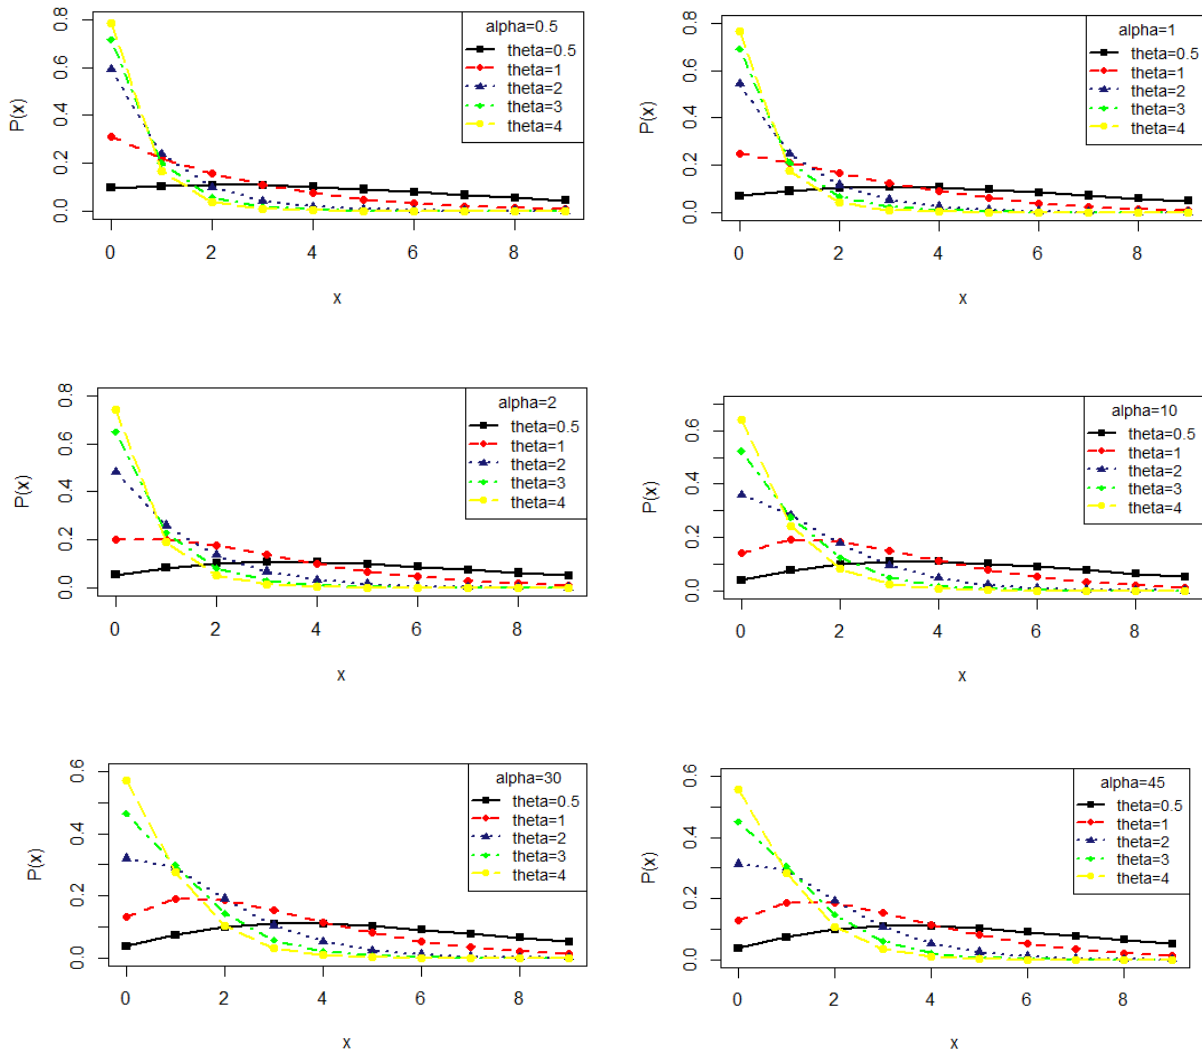 alpha=0.5
theta=0.5
theta=1
theta=2
theta=3
theta=4
P(x)
0.0 0.2 0.4 0.6 0.8
0 2 4 6 8
x
alpha=1
theta=0.5
theta=1
theta=2
theta=3
theta=4
P(x)
0.0 0.2 0.4 0.6 0.8
0 2 4 6 8
x
alpha=2
theta=0.5
theta=1
theta=2
theta=3
theta=4
P(x)
0.0 0.2 0.4 0.6 0.8
0 2 4 6 8
x
alpha=10
theta=0.5
theta=1
theta=2
theta=3
theta=4
P(x)
0.0 0.2 0.4 0.6
0 2 4 6 8
x
alpha=30
theta=0.5
theta=1
theta=2
theta=3
theta=4
P(x)
0.0 0.2 0.4 0.6
0 2 4 6 8
x
alpha=45
theta=0.5
theta=1
theta=2
theta=3
theta=4
P(x)
0.0 0.2 0.4 0.6
0 2 4 6 8
x